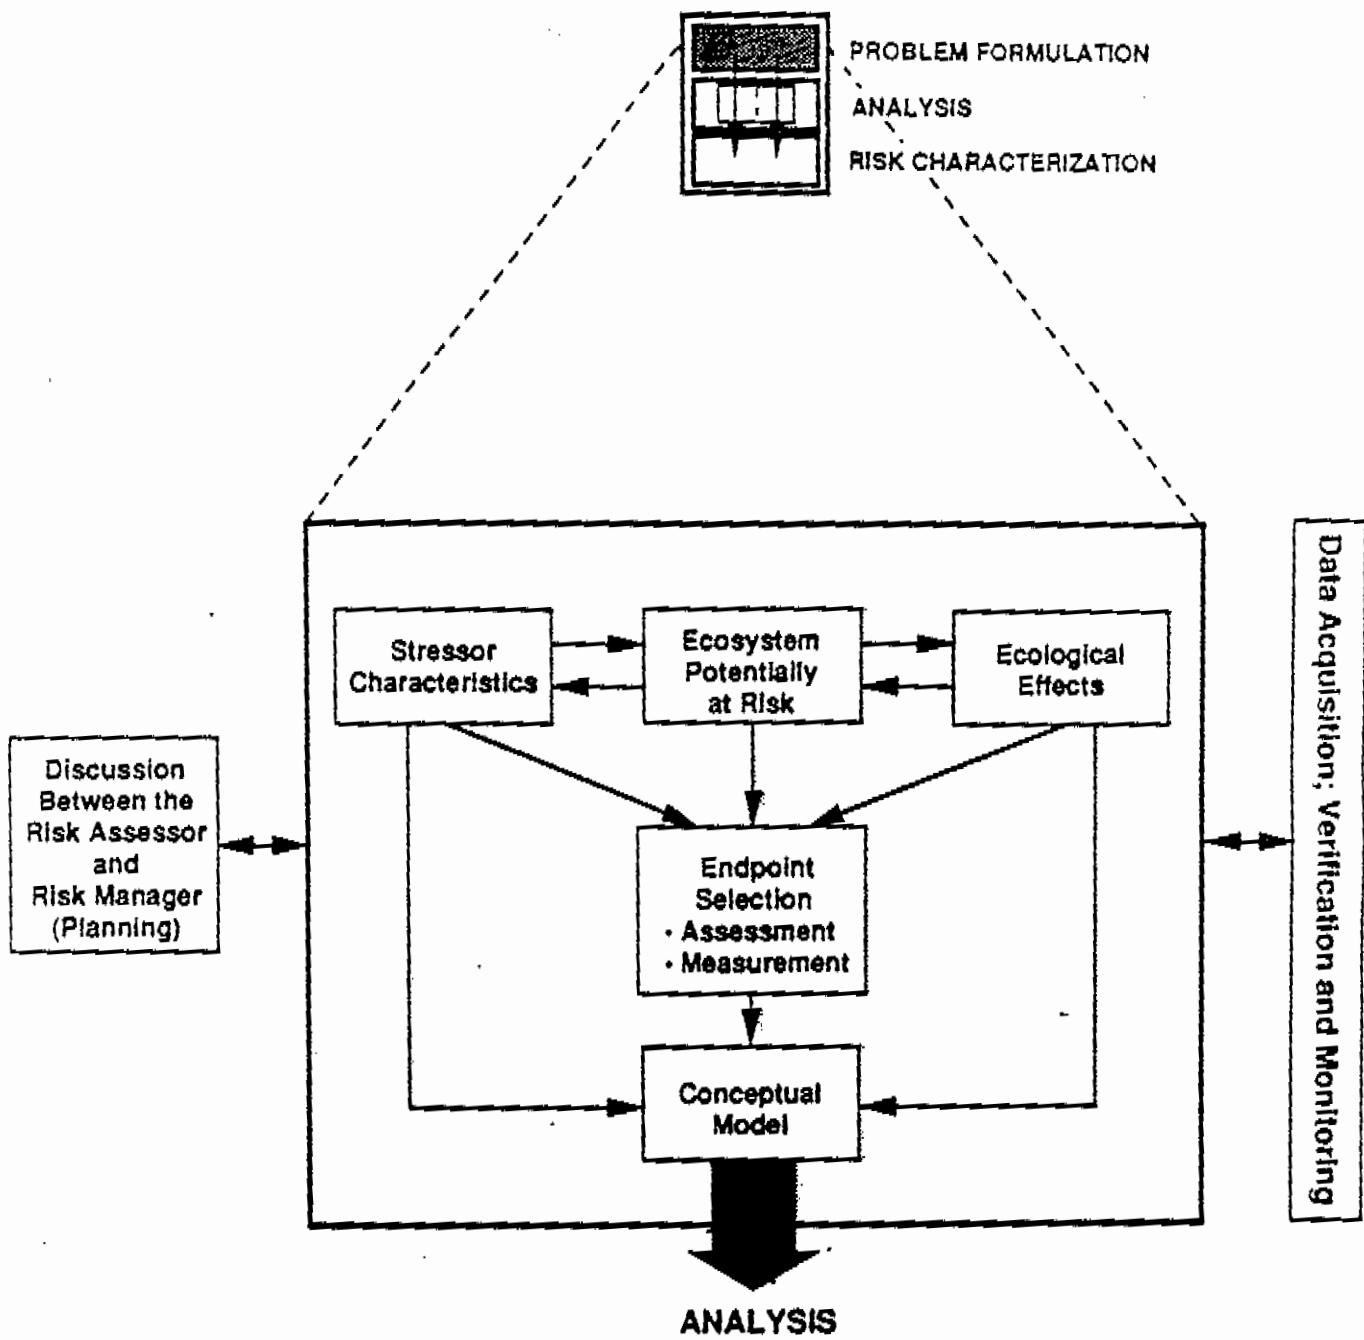 PROBLEM FORMULATION
ANALYSIS
RISK CHARACTERIZATION
Stressor
Characteristics
Ecosystem
Potentially
at Risk
Ecological
Effects
Discussion
Between the
Risk Assessor
and
Risk Manager
(Planning)
Endpoint
Selection
• Assessment
• Measurement
Conceptual
Model
Data Acquisition; Verification and Monitoring
ANALYSIS